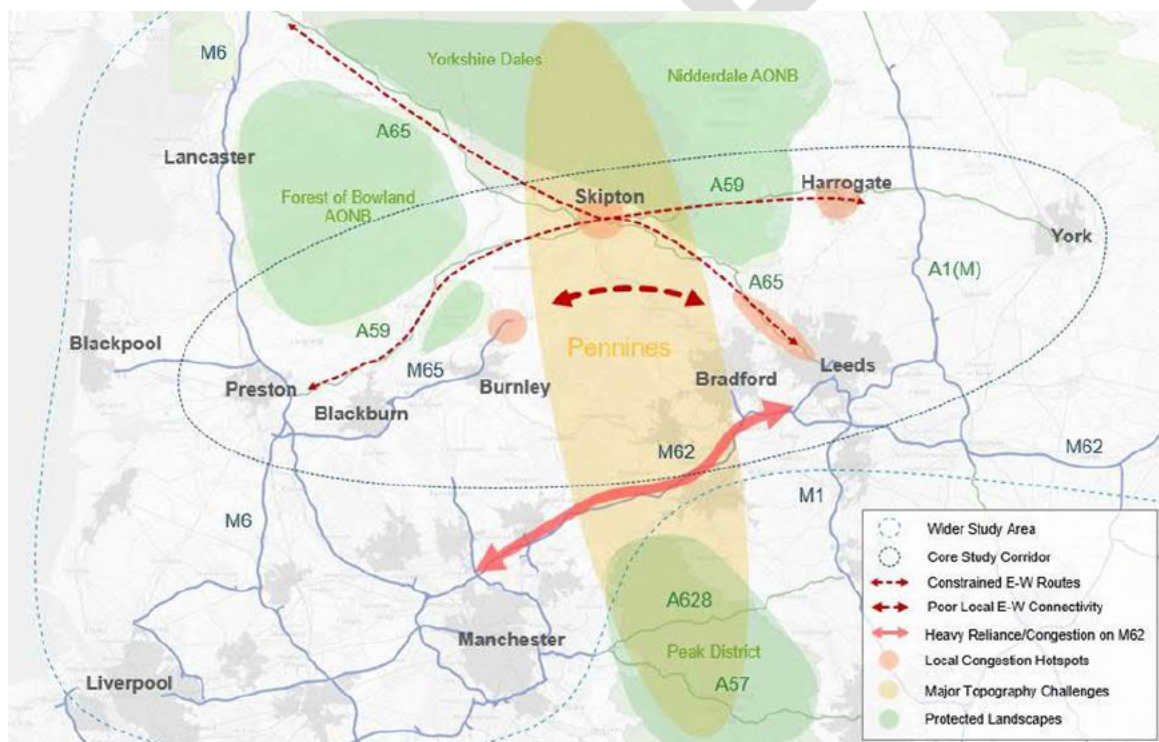 M6
Yorkshire Dales
Nidderdale AONB
A65
Lancaster
Forest of Bowland
AONB
Skipton
A59
Harrogate
York
A1(M)
A65
A59
Blackpool
M65
Pennines
Leeds
Preston
Burnley
Bradford
Blackburn
M62
M62
M6
M1
A628
Manchester
Peak District
A57
Liverpool
Wider Study Area
Core Study Corridor
Constrained E-W Routes
Poor Local E-W Connectivity
Heavy Reliance/Congestion on M62
Local Congestion Hotspots
Major Topography Challenges
Protected Landscapes